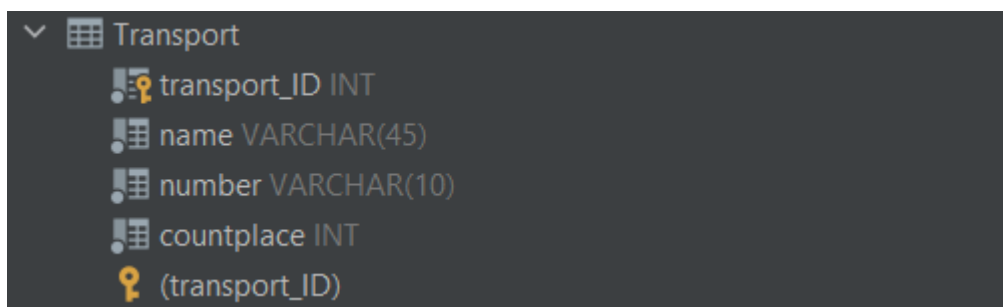 Transport
transport_ID INT
name VARCHAR(45)
number VARCHAR(10)
countplace INT
(transport_ID)